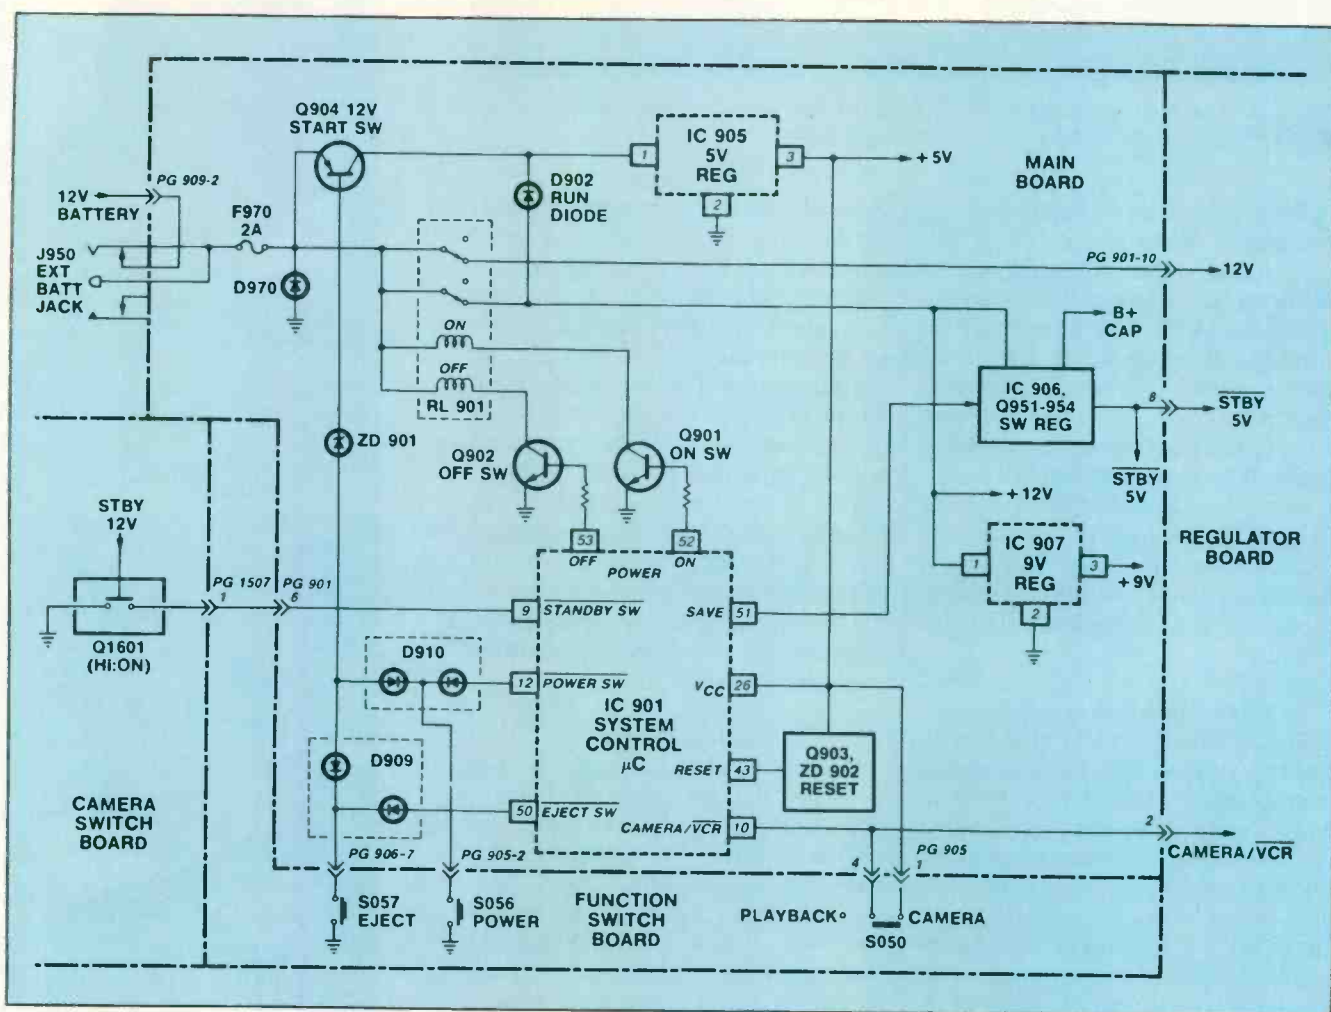 Q904 12V
START SW
IC 905
5V
REG
1
3
2
+ 5V
MAIN
BOARD
12V
BATTERY
PG 909-2
F970
2A
D902
RUN
DIODE
J950
EXT
BATT
JACK
D970
PG 901-10
12V
ON
OFF
RL 901
B+
CAP
IC 906,
Q951-954
SW REG
8
STBY
5V
STBY
5V
ZD 901
Q902
OFF SW
Q901
ON SW
+ 12V
STBY
12V
53
OFF
52
ON
POWER
1
IC 907
9V
REG
3
2
+ 9V
REGULATOR
BOARD
PG 1507
1
PG 901
6
Q1601
(Hi:ON)
9
STANDBY SW
SAVE
51
D910
12
POWER SW
VCC
26
IC 901
SYSTEM
CONTROL
μC
D909
RESET
43
Q903,
ZD 902
RESET
50
EJECT SW
CAMERA/VCR
10
2
CAMERA/VCR
CAMERA
SWITCH
BOARD
PG 906-7
PG 905-2
4
PG 905
1
S057
EJECT
S056
POWER
FUNCTION
SWITCH
BOARD
PLAYBACK
CAMERA
S050